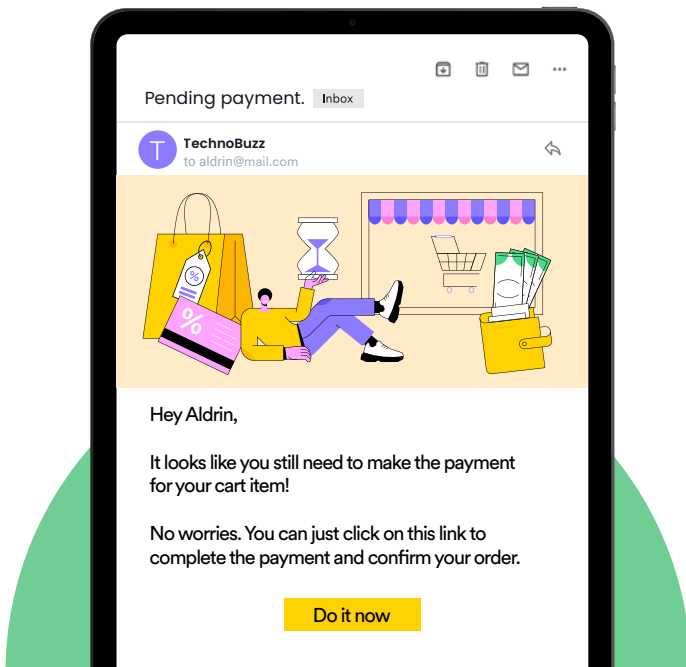 Pending payment. Inbox
T
TechnoBuzz
to aldrin@mail.com
%
%
Hey Aldrin,
It looks like you still need to make the payment
for your cart item!
No worries. You can just click on this link to
complete the payment and confirm your order.
Do it now